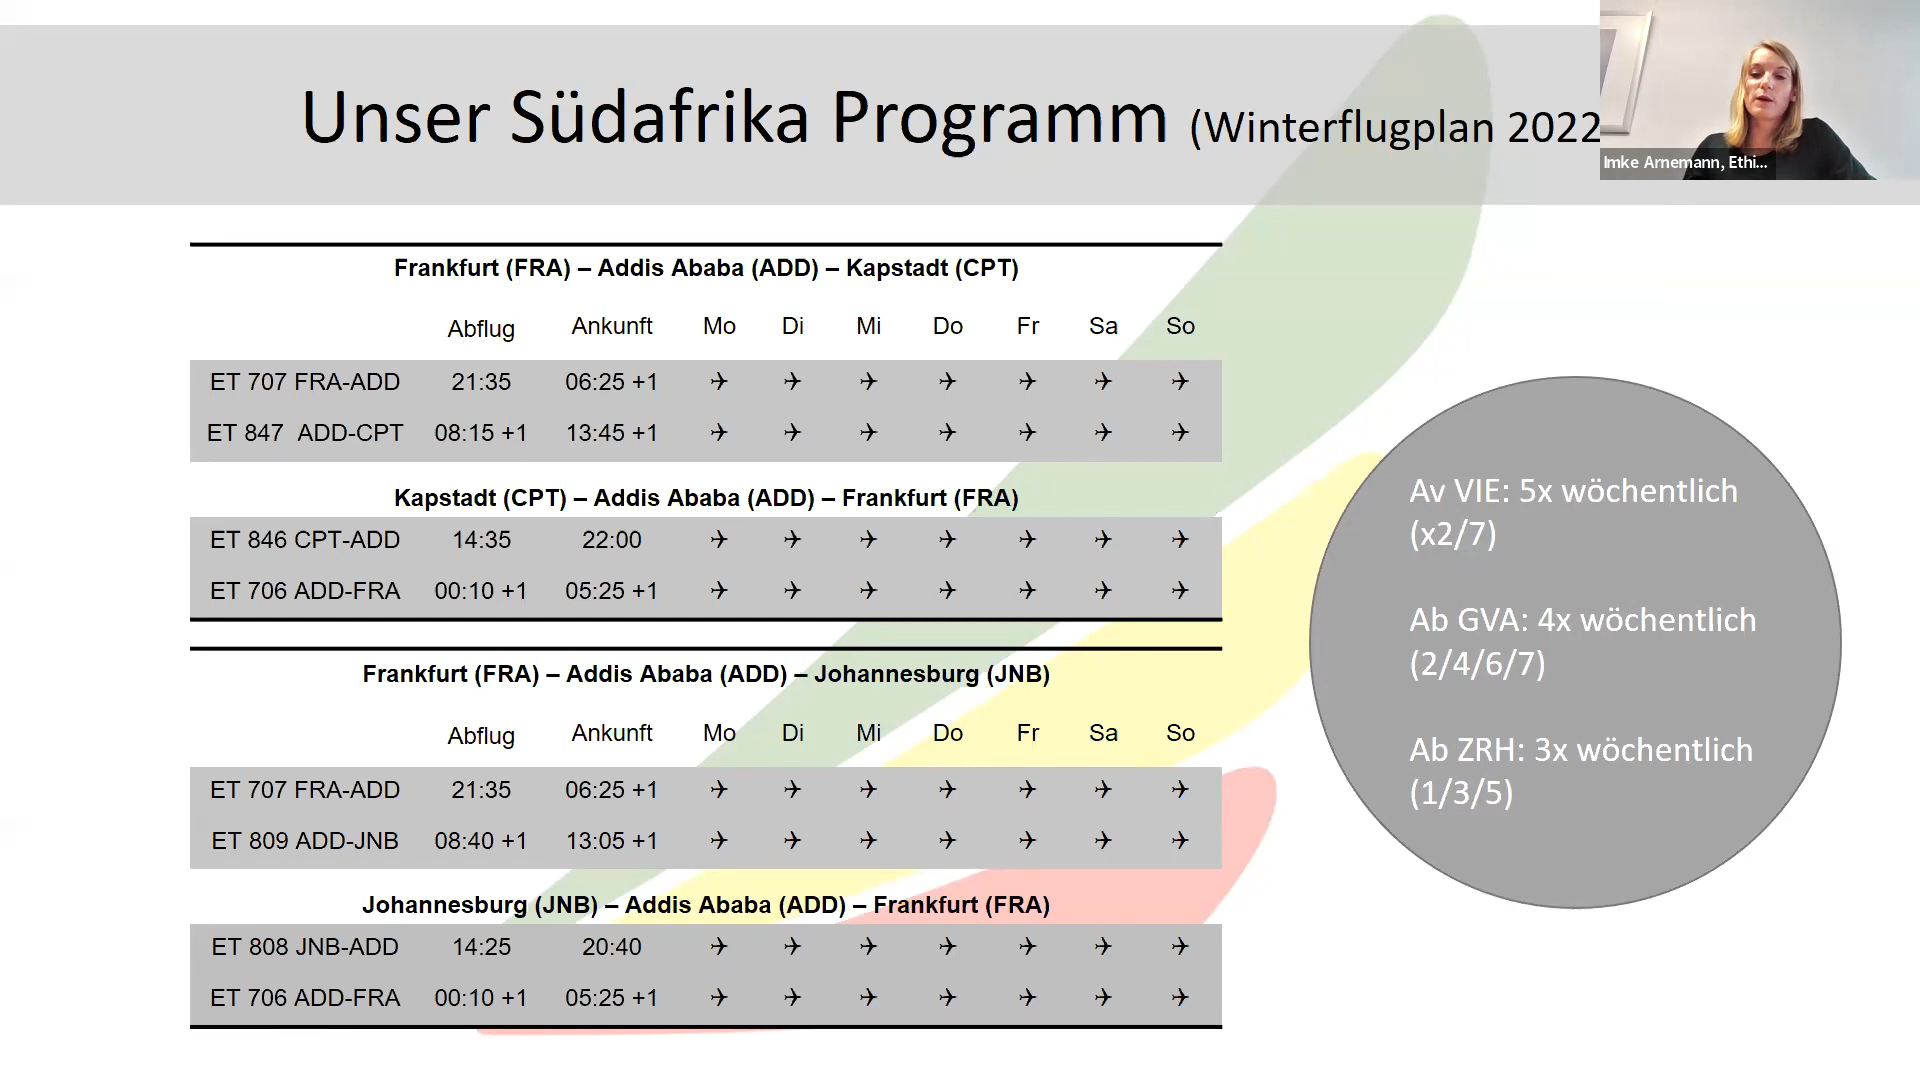 Unser Südafrika Programm (Winterflugplan 2022
Imke Arnemann, Ethi...
Frankfurt (FRA) – Addis Ababa (ADD) – Kapstadt (CPT)
Abflug Ankunft Mo Di Mi Do Fr Sa So
ET 707 FRA-ADD 21:35 06:25 +1 ✈ ✈ ✈ ✈ ✈ ✈ ✈
ET 847 ADD-CPT 08:15 +1 13:45 +1 ✈ ✈ ✈ ✈ ✈ ✈ ✈
Kapstadt (CPT) – Addis Ababa (ADD) – Frankfurt (FRA)
ET 846 CPT-ADD 14:35 22:00 ✈ ✈ ✈ ✈ ✈ ✈ ✈
ET 706 ADD-FRA 00:10 +1 05:25 +1 ✈ ✈ ✈ ✈ ✈ ✈ ✈
Frankfurt (FRA) – Addis Ababa (ADD) – Johannesburg (JNB)
Abflug Ankunft Mo Di Mi Do Fr Sa So
ET 707 FRA-ADD 21:35 06:25 +1 ✈ ✈ ✈ ✈ ✈ ✈ ✈
ET 809 ADD-JNB 08:40 +1 13:05 +1 ✈ ✈ ✈ ✈ ✈ ✈ ✈
Johannesburg (JNB) – Addis Ababa (ADD) – Frankfurt (FRA)
ET 808 JNB-ADD 14:25 20:40 ✈ ✈ ✈ ✈ ✈ ✈ ✈
ET 706 ADD-FRA 00:10 +1 05:25 +1 ✈ ✈ ✈ ✈ ✈ ✈ ✈
Av VIE: 5x wöchentlich
(x2/7)
Ab GVA: 4x wöchentlich
(2/4/6/7)
Ab ZRH: 3x wöchentlich
(1/3/5)